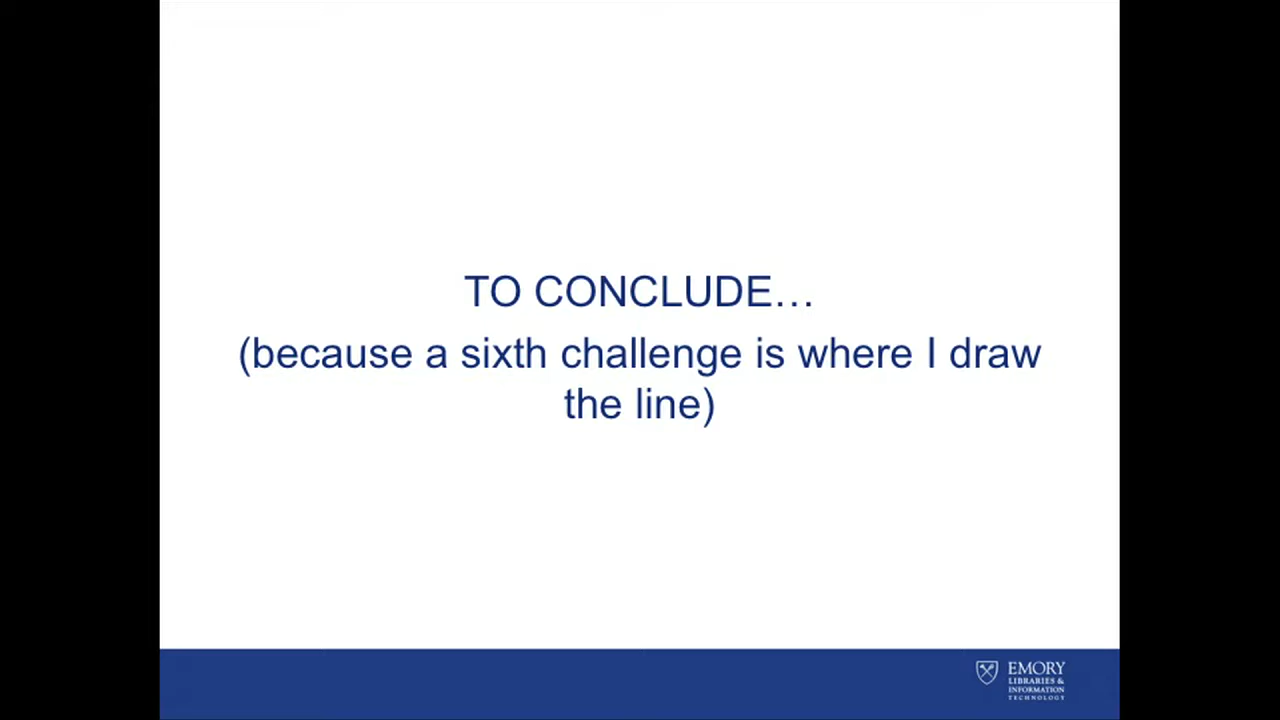 TO CONCLUDE…
(because a sixth challenge is where I draw
the line)
EMORY
LIBRARIES &
INFORMATION
TECHNOLOGY